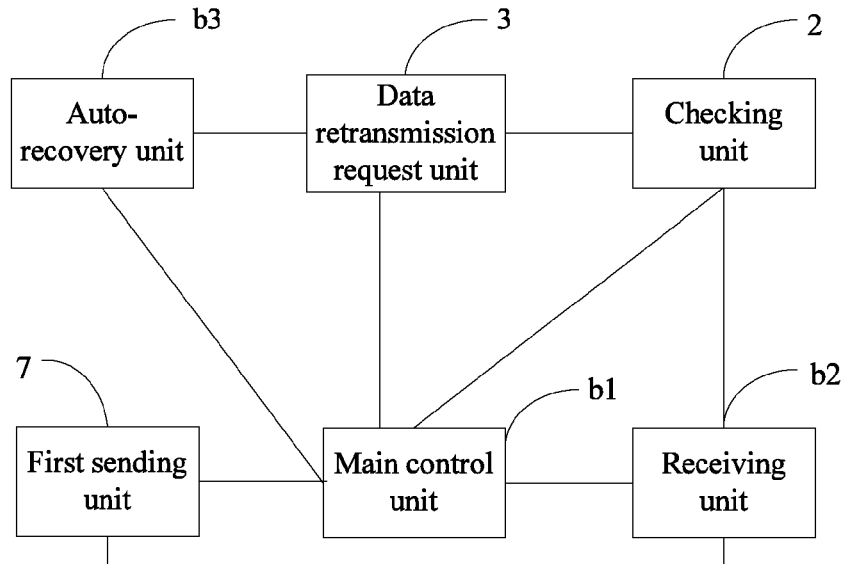 b3
3
2
Auto-
recovery unit
Data
retransmission
request unit
Checking
unit
7
b1
b2
First sending
unit
Main control
unit
Receiving
unit